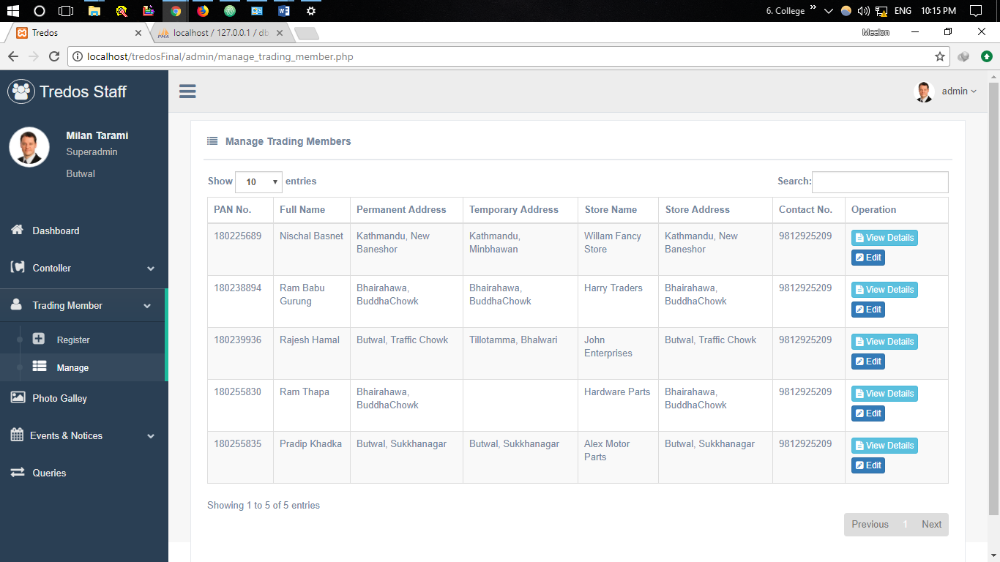 6. College » ENG 10:15 PM
Tredos
localhost / 127.0.0.1 / db
Meelon
localhost/tredosFinal/admin/manage_trading_member.php
Tredos Staff
admin
Milan Tarami
Superadmin
Butwal
Dashboard
Contoller
Trading Member
Register
Manage
Photo Galley
Events & Notices
Queries
Manage Trading Members
Show 10 entries
Search:
PAN No. Full Name Permanent Address Temporary Address Store Name Store Address Contact No. Operation
180225689 Nischal Basnet Kathmandu, New Kathmandu, Willam Fancy Kathmandu, New 9812925209 View Details
Baneshor Minbhawan Store Baneshor
Edit
180238894 Ram Babu Bhairahawa, Bhairahawa, Harry Traders Bhairahawa, 9812925209 View Details
Gurung BuddhaChowk BuddhaChowk BuddhaChowk
Edit
180239936 Rajesh Hamal Butwal, Traffic Chowk Tillotamma, Bhalwari John Butwal, Traffic Chowk 9812925209 View Details
Enterprises
Edit
180255830 Ram Thapa Bhairahawa, Hardware Parts Bhairahawa, 9812925209 View Details
BuddhaChowk BuddhaChowk
Edit
180255835 Pradip Khadka Butwal, Sukkhanagar Butwal, Sukkhanagar Alex Motor Butwal, Sukkhanagar 9812925209 View Details
Parts
Edit
Showing 1 to 5 of 5 entries
Previous 1 Next